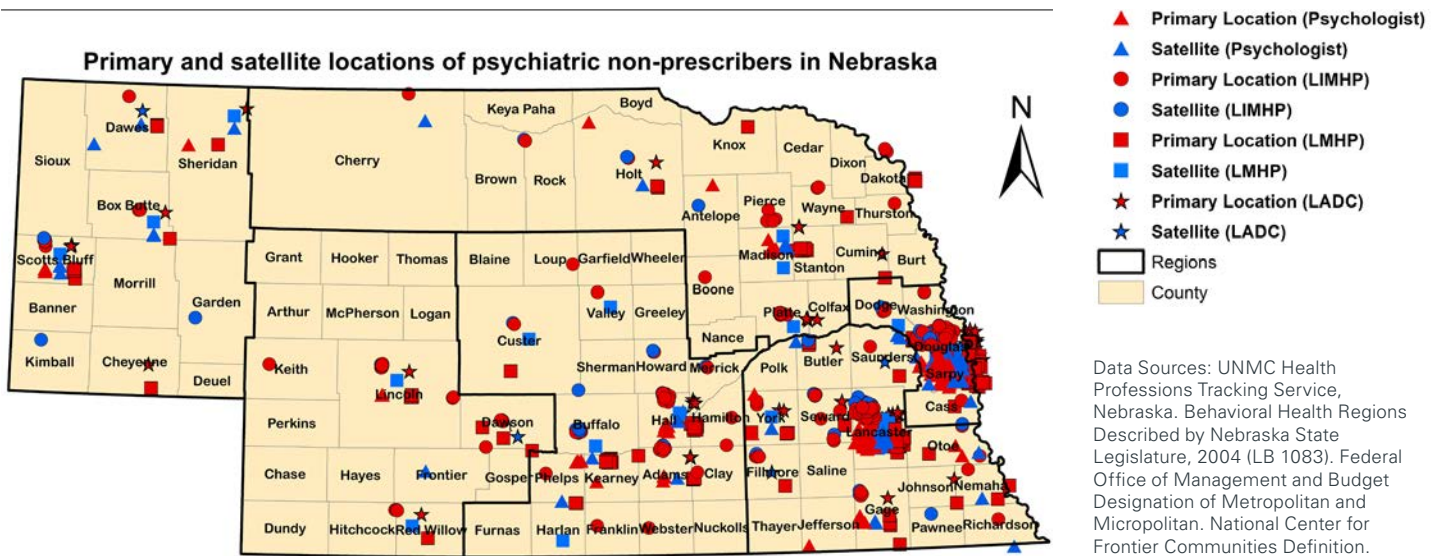 Primary and satellite locations of psychiatric non-prescribers in Nebraska
Keya Paha
Boyd
Dawes
Sioux
Sheridan
Cherry
Knox
Cedar
Dixon
Dakota
Brown
Rock
Holt
Box Butte
Antelope
Pierce
Wayne
Thurston
Scotts Bluff
Grant
Hooker
Thomas
Blaine
Loup
Garfield
Wheeler
Madison
Stanton
Cuming
Burt
Banner
Morrill
Garden
Arthur
McPherson
Logan
Valley
Greeley
Boone
Platte
Colfax
Dodge
Washington
Kimball
Cheyenne
Deuel
Keith
Lincoln
Custer
Sherman
Howard
Merrick
Nance
Polk
Butler
Saunders
Douglas
Sarpy
Perkins
Dawson
Buffalo
Hall
Hamilton
York
Seward
Lancaster
Cass
Otoe
Chase
Hayes
Frontier
Gosper
Phelps
Kearney
Adams
Clay
Fillmore
Saline
Johnson
Nemaha
Dundy
Hitchcock
Red Willow
Furnas
Harlan
Franklin
Webster
Nuckolls
Thayer
Jefferson
Gage
Pawnee
Richardson
N
Primary Location (Psychologist)
Satellite (Psychologist)
Primary Location (LIMHP)
Satellite (LIMHP)
Primary Location (LMHP)
Satellite (LMHP)
Primary Location (LADC)
Satellite (LADC)
Regions
County
Data Sources: UNMC Health
Professions Tracking Service,
Nebraska. Behavioral Health Regions
Described by Nebraska State
Legislature, 2004 (LB 1083). Federal
Office of Management and Budget
Designation of Metropolitan and
Micropolitan. National Center for
Frontier Communities Definition.